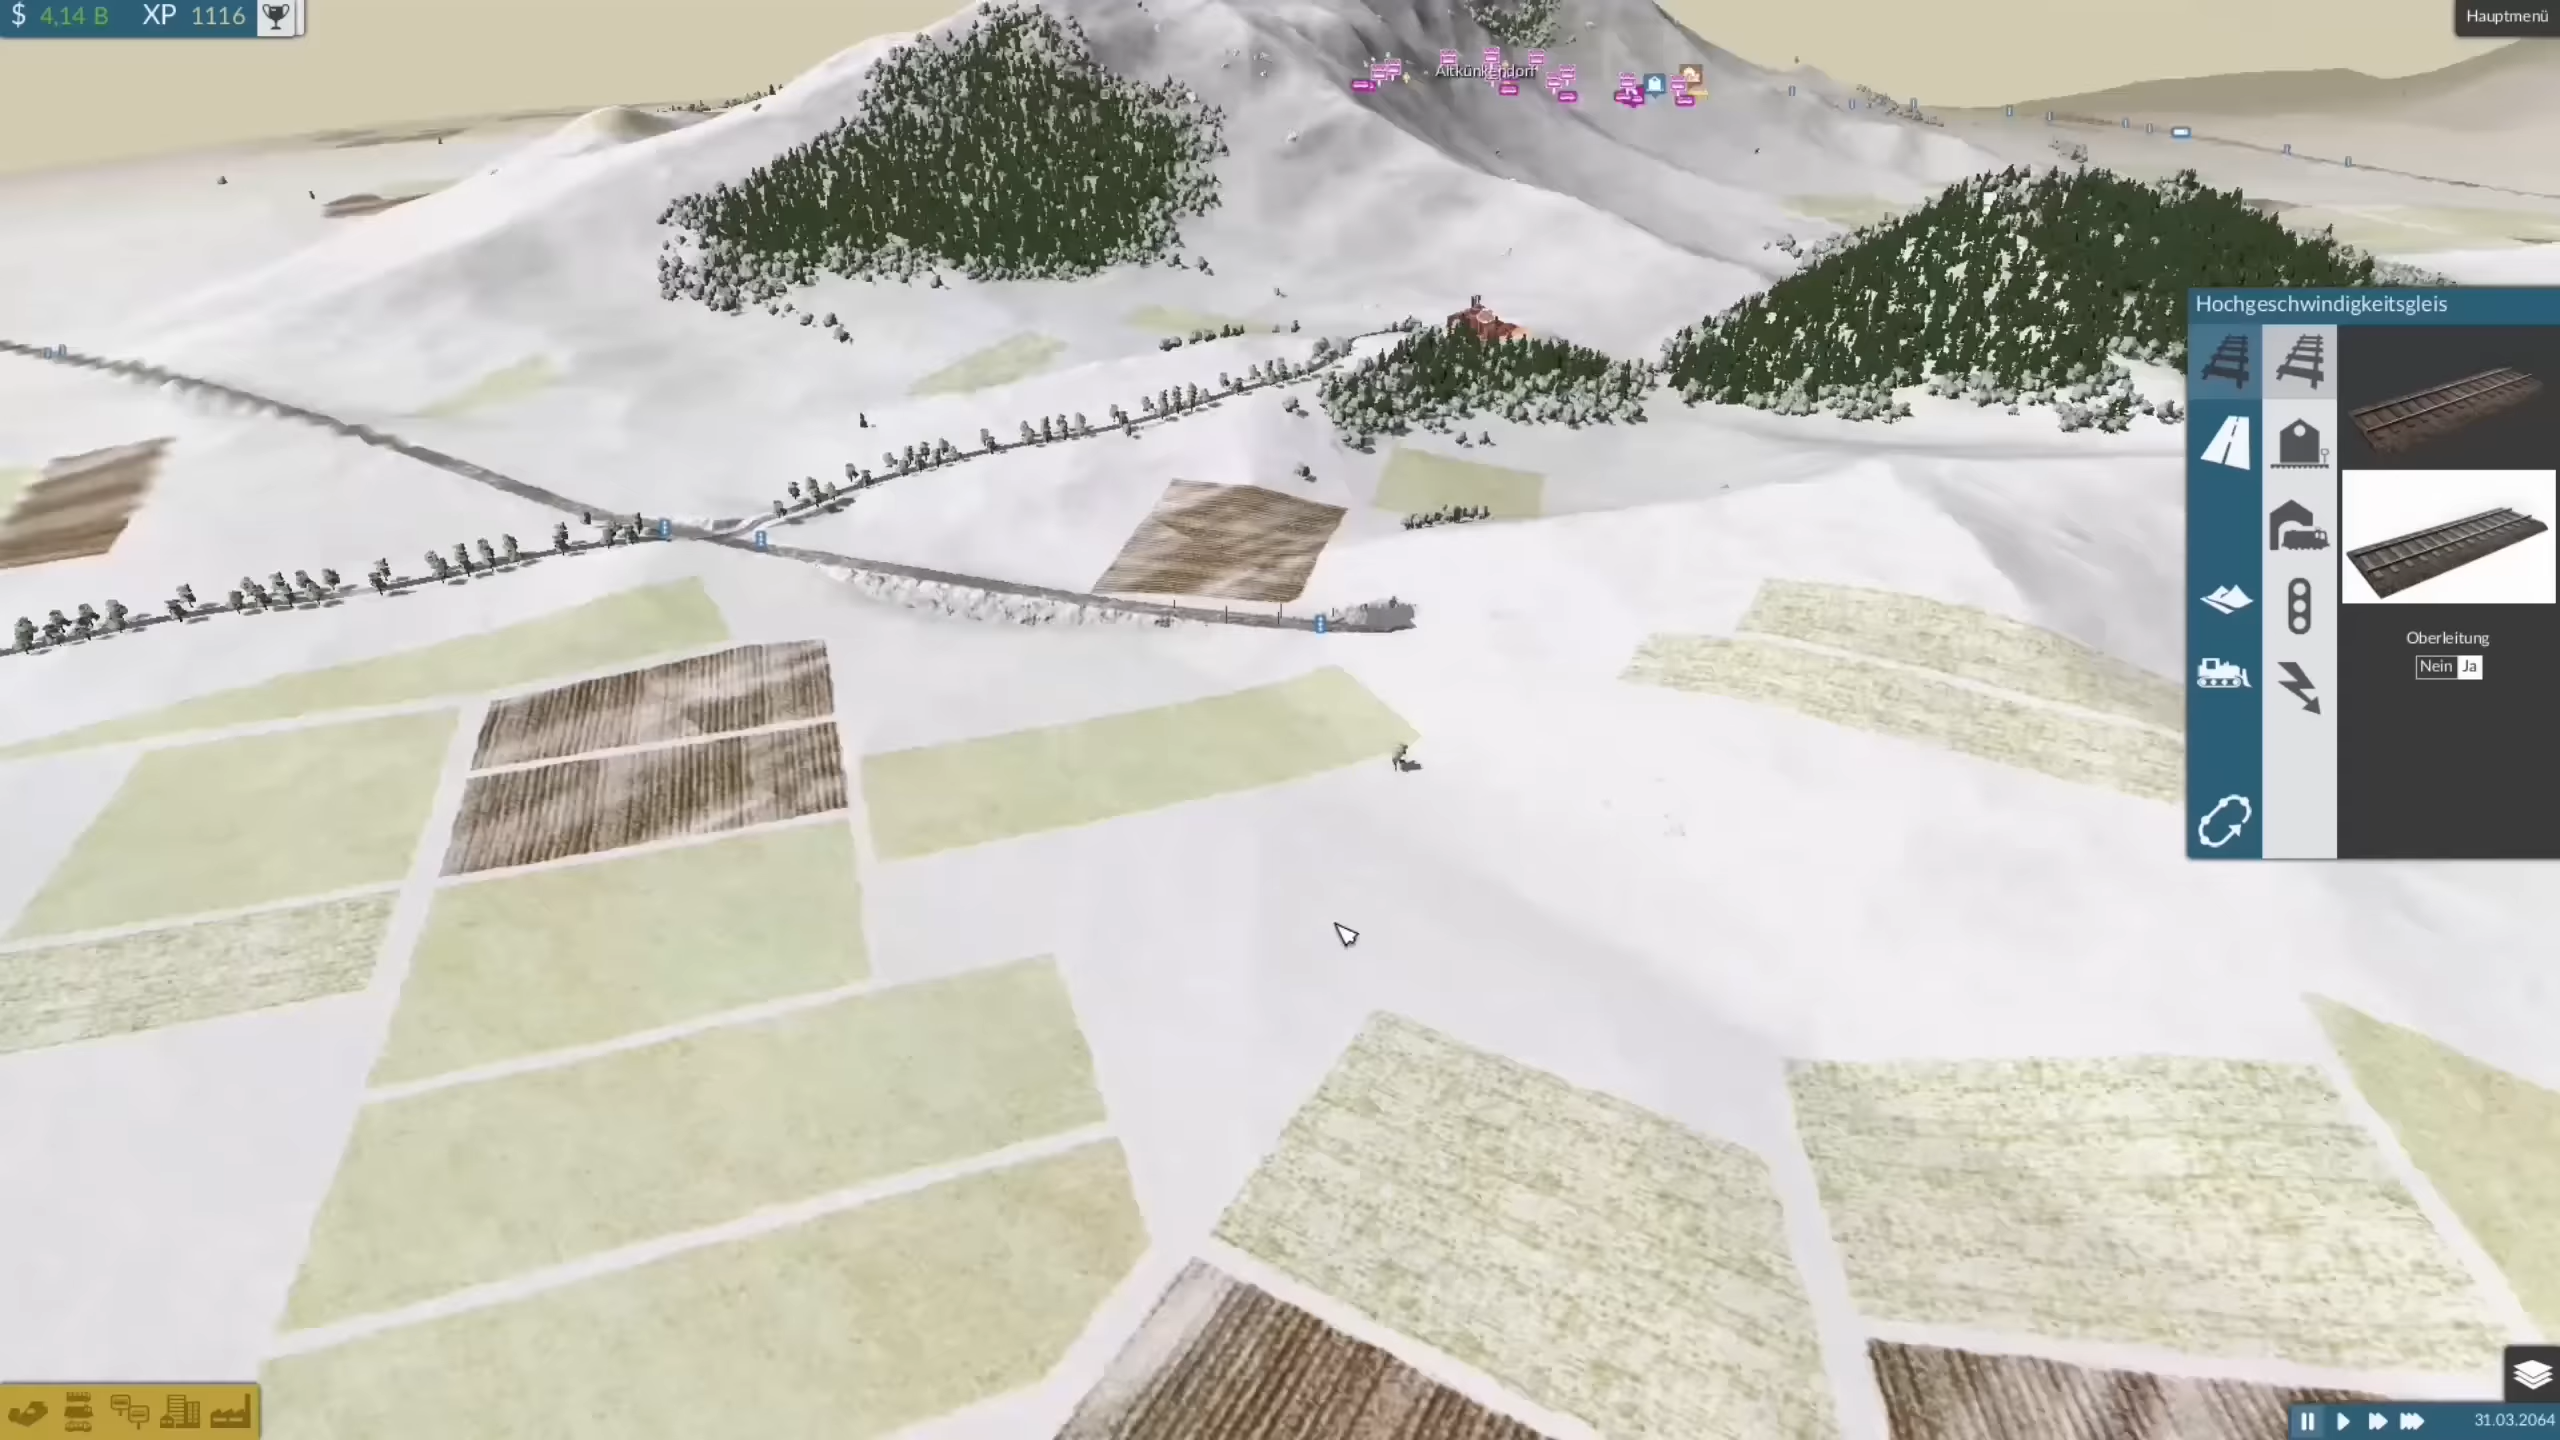 $ 4,14 B XP 1116
Hauptmenü
Altkünkendorf
Hochgeschwindigkeitsgleis
Oberleitung
Nein Ja
31.03.2064